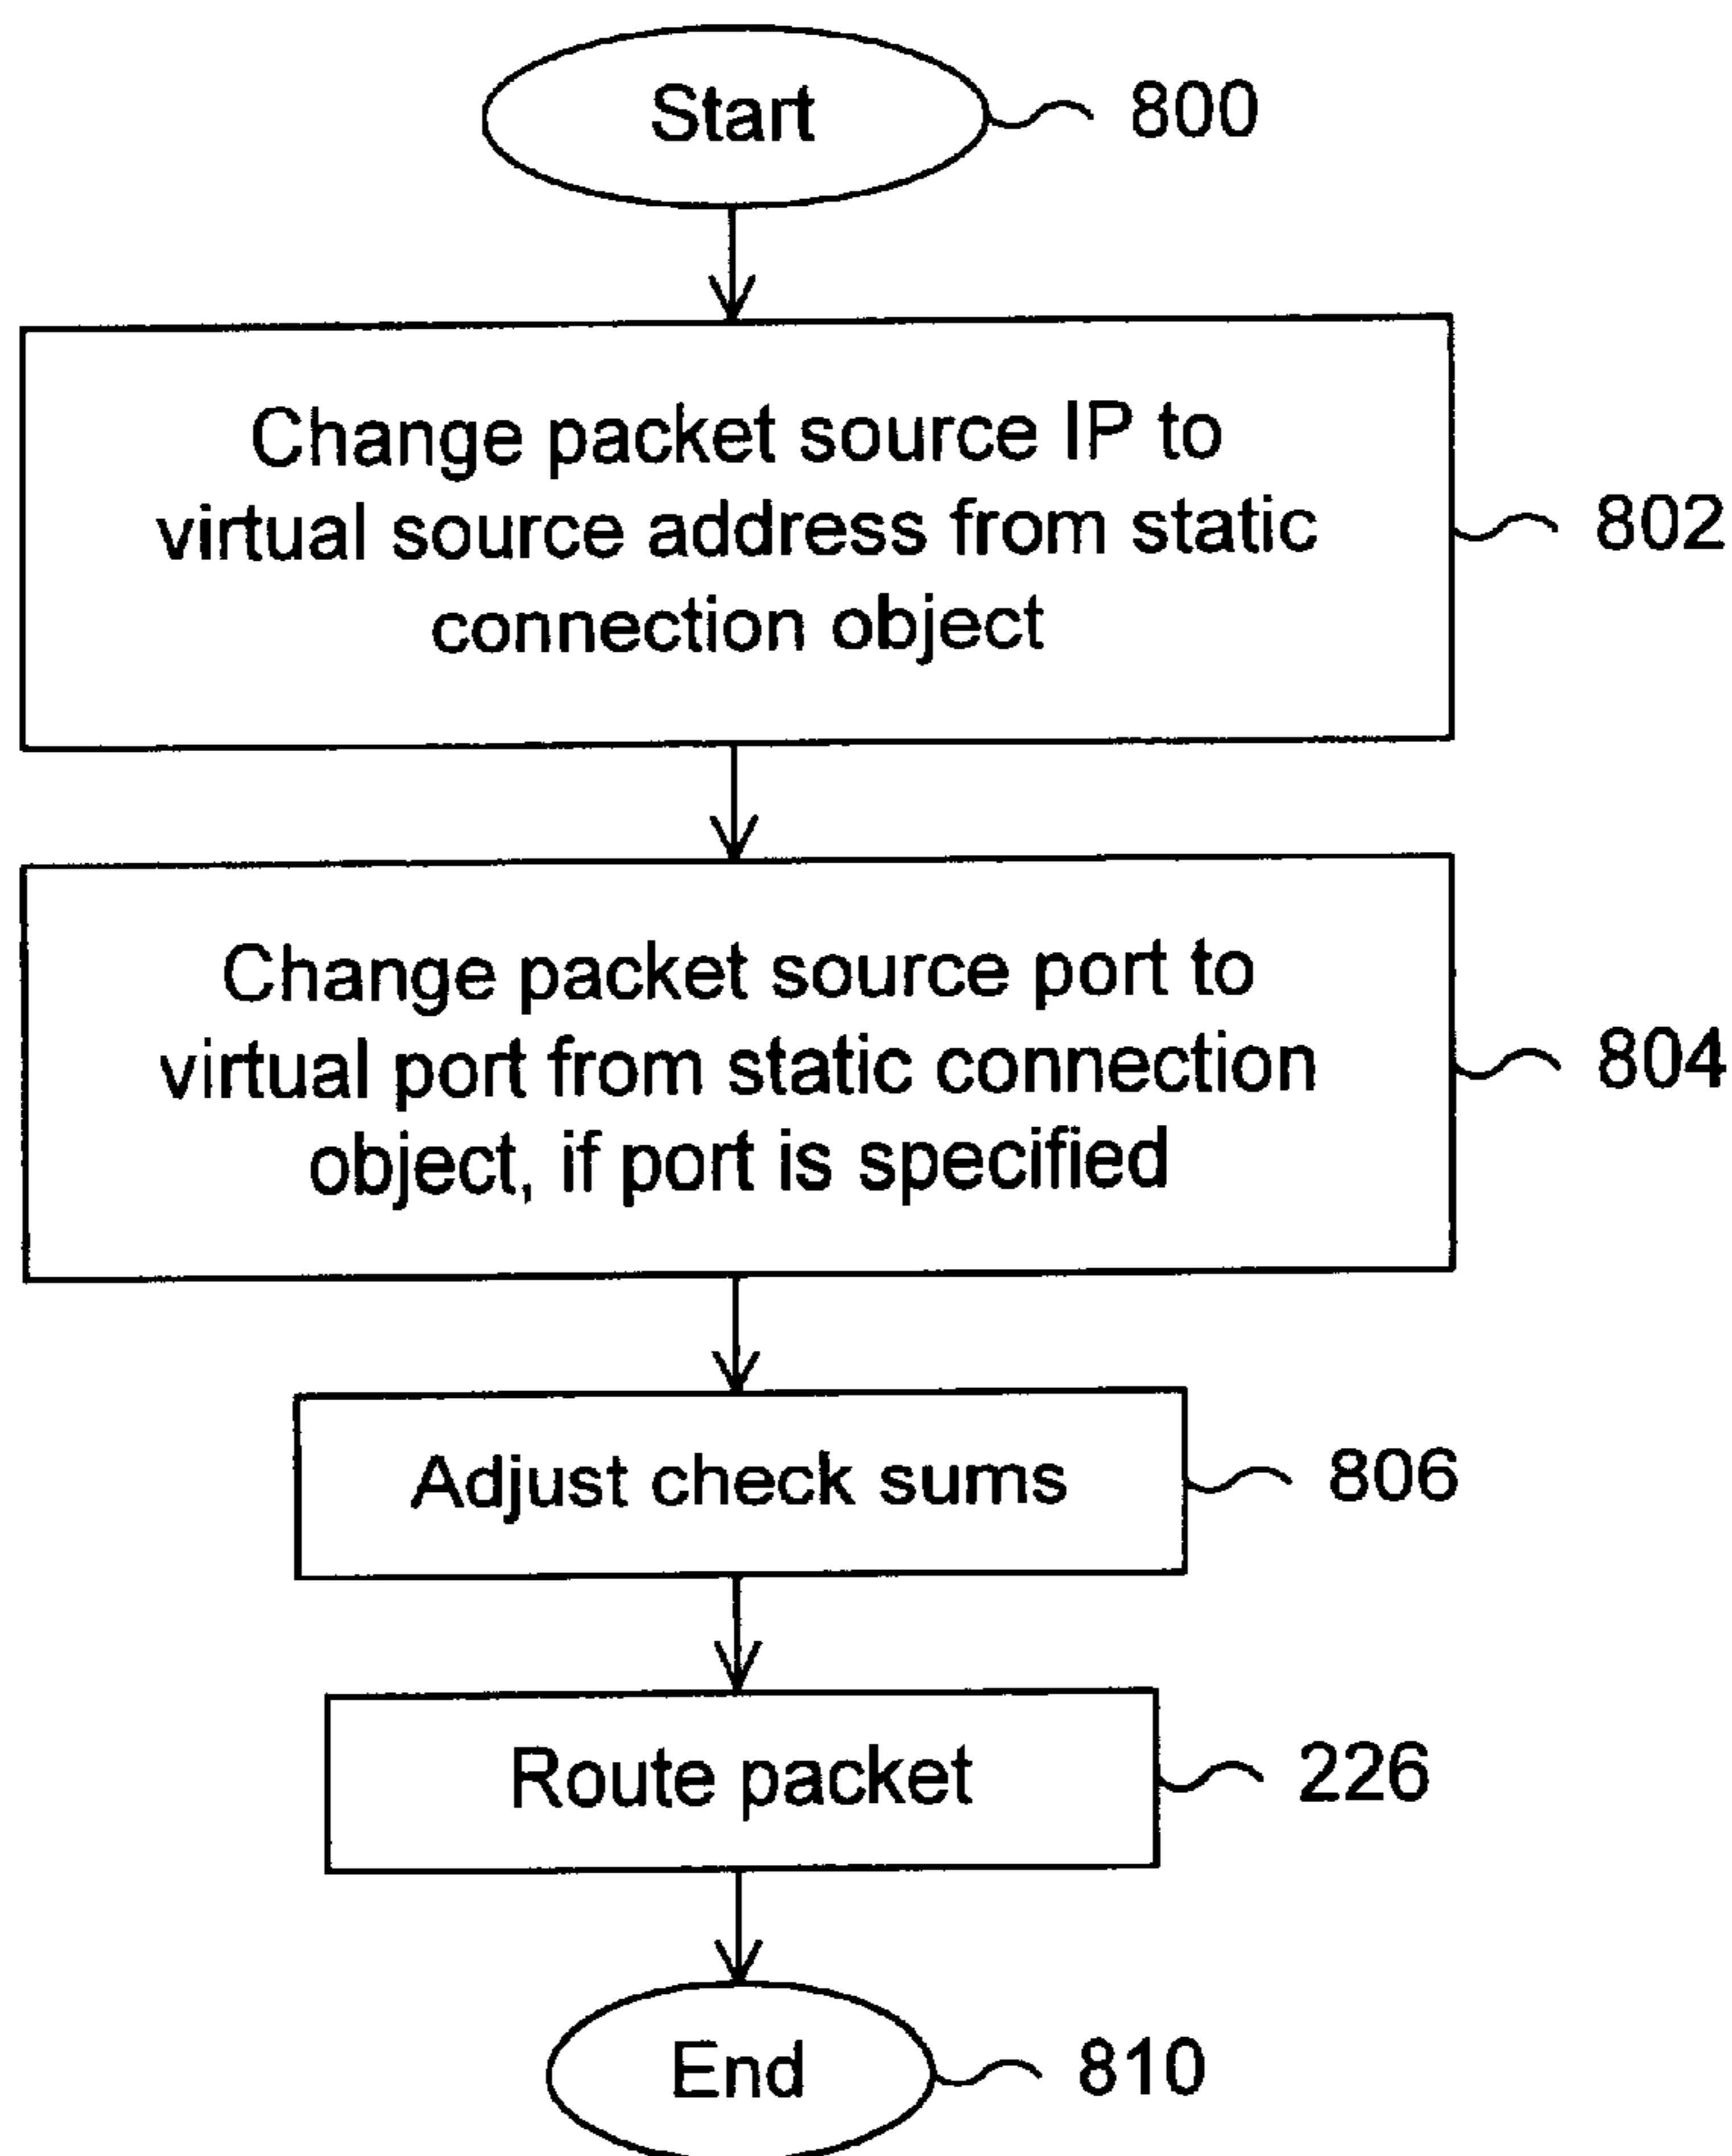 Start
800
Change packet source IP to
virtual source address from static
connection object
802
Change packet source port to
virtual port from static connection
object, if port is specified
804
Adjust check sums
806
Route packet
226
End
810